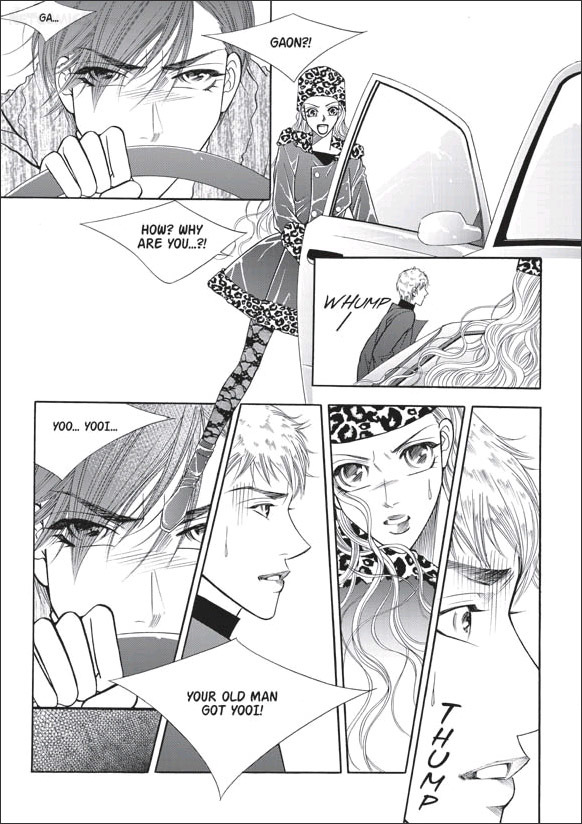 GA...
GAON?!
HOW? WHY
ARE YOU...?!
WHUMP
YOO... YOOI...
YOUR OLD MAN
GOT YOOI!
THUMP